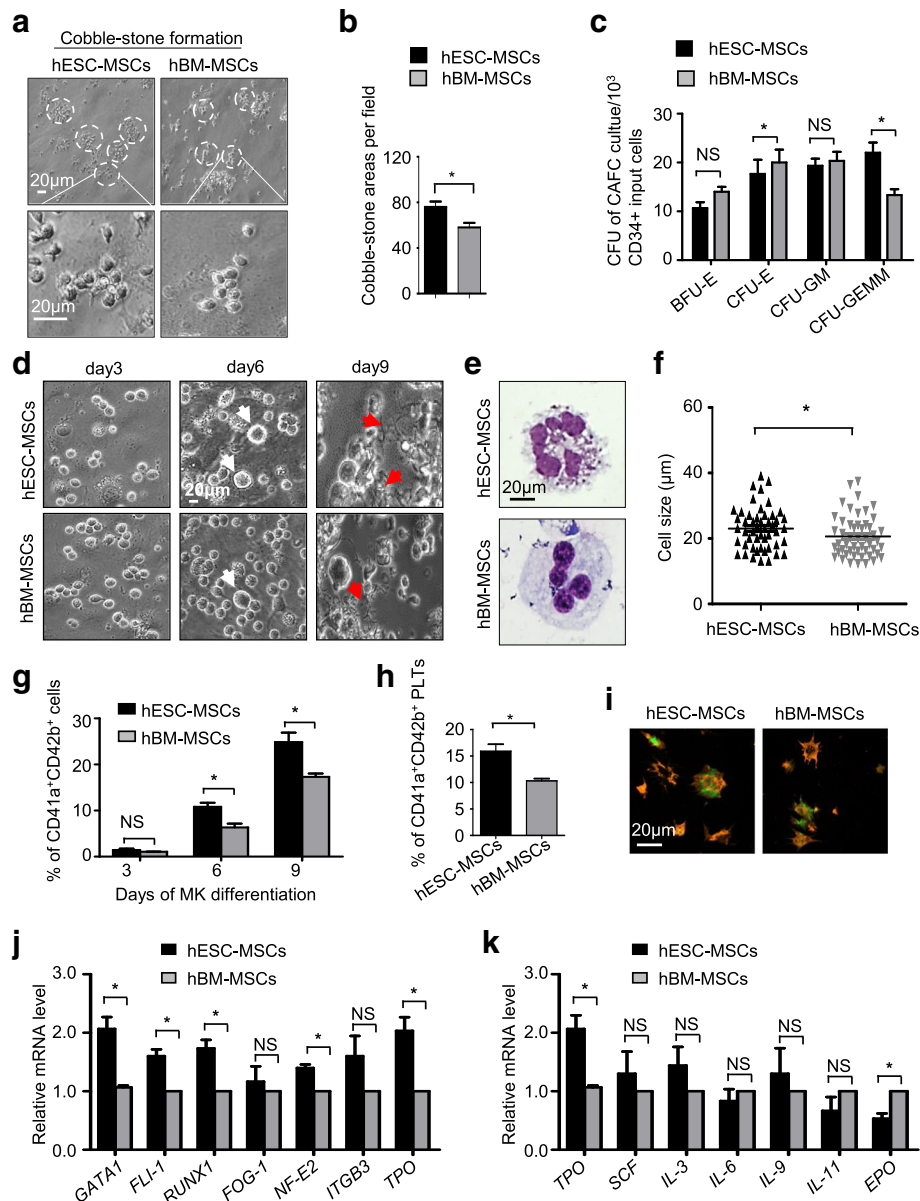 a
Cobble-stone formation
hESC-MSCs hBM-MSCs
20μm
20μm
b
hESC-MSCs
hBM-MSCs
Cobble-stone areas per field
120
80
60
40
0
*
c
hESC-MSCs
hBM-MSCs
CFU of CAFC cultue/10³
CD34+ input cells
30
20
10
0
NS
*
NS
*
BFU-E
CFU-E
CFU-GM
CFU-GEMM
d
day3 day6 day9
hESC-MSCs
20μm
hBM-MSCs
e
hESC-MSCs
20μm
hBM-MSCs
f
Cell size (μm)
60
40
20
0
*
hESC-MSCs hBM-MSCs
g
% of CD41a⁺CD42b⁺ cells
hESC-MSCs
hBM-MSCs
30
20
10
0
NS
*
*
3 6 9
Days of MK differentiation
h
% of CD41a⁺CD42b⁺ PLTs
20
15
10
5
0
*
hESC-MSCs
hBM-MSCs
i
hESC-MSCs hBM-MSCs
20μm
j
hESC-MSCs
hBM-MSCs
Relative mRNA level
3.0
2.0
1.0
0.0
*
*
*
NS
*
NS
*
GATA1
FLI-1
RUNX1
FOG-1
NF-E2
ITGB3
TPO
k
hESC-MSCs
hBM-MSCs
Relative mRNA level
3.0
2.0
1.0
0.0
*
NS
NS
NS
NS
NS
*
TPO
SCF
IL-3
IL-6
IL-9
IL-11
EPO